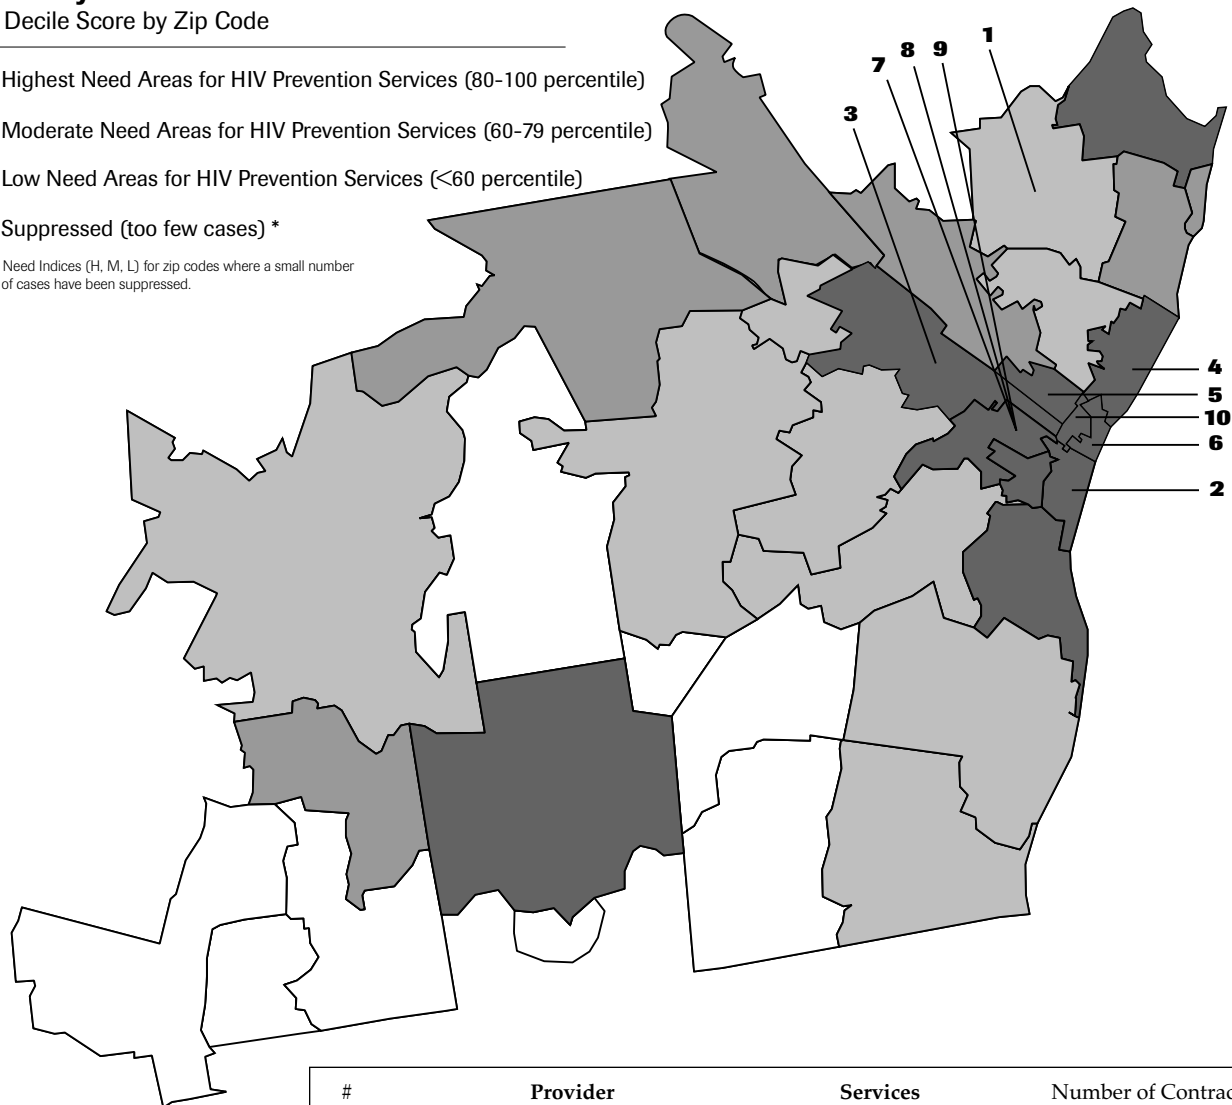 Decile Score by Zip Code
Highest Need Areas for HIV Prevention Services (80-100 percentile)
Moderate Need Areas for HIV Prevention Services (60-79 percentile)
Low Need Areas for HIV Prevention Services (<60 percentile)
Suppressed (too few cases) *
Need Indices (H, M, L) for zip codes where a small number
of cases have been suppressed.
1
9
8
7
3
4
5
10
6
2
# Provider Services Number of Contrac